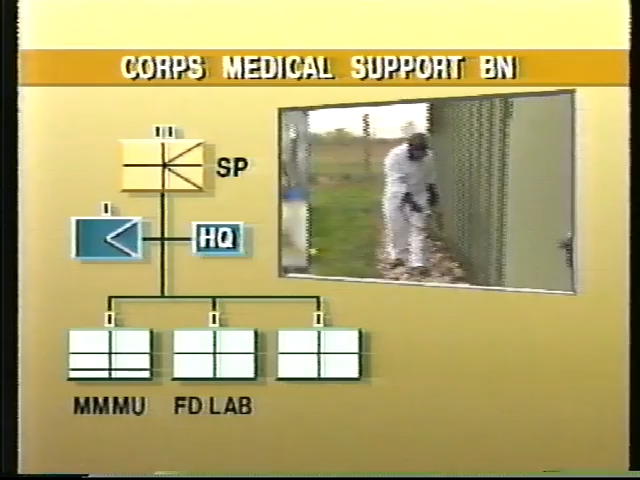 CORPS MEDICAL SUPPORT BN
SP
HQ
MMMU
FD LAB